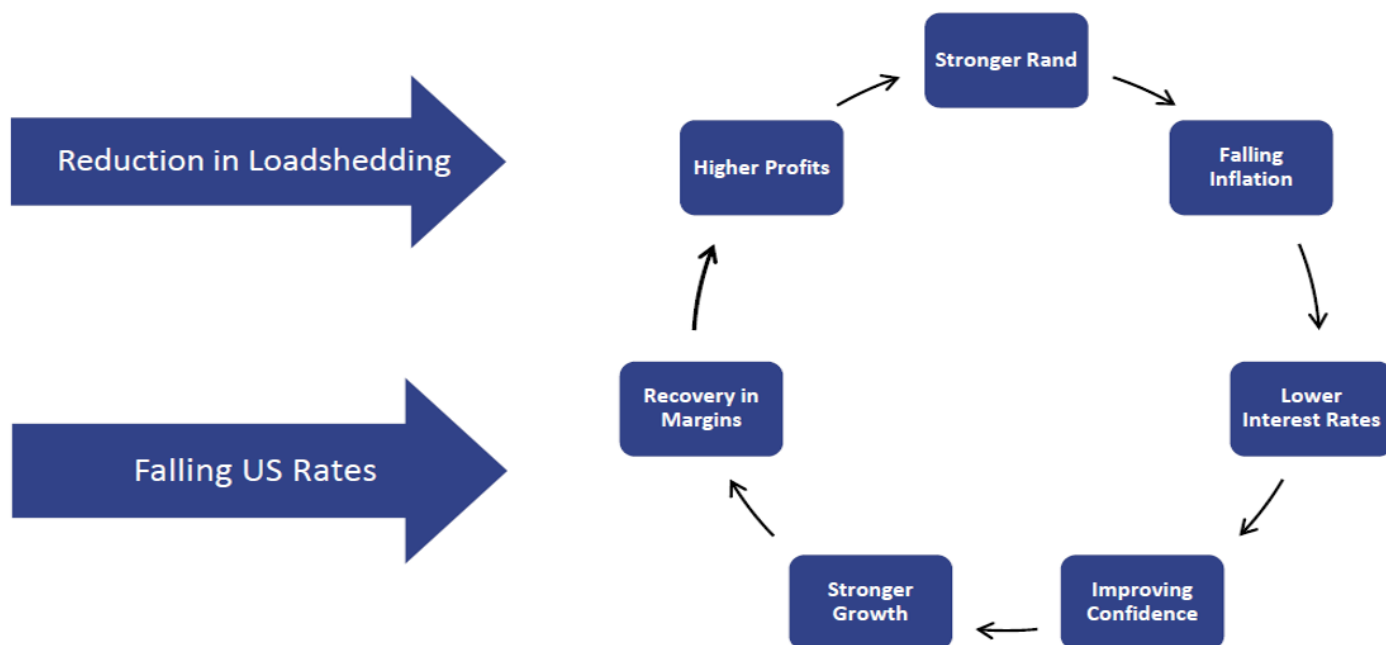 Reduction in Loadshedding
Falling US Rates
Stronger Rand
Falling
Inflation
Lower
Interest Rates
Improving
Confidence
Stronger
Growth
Recovery in
Margins
Higher Profits